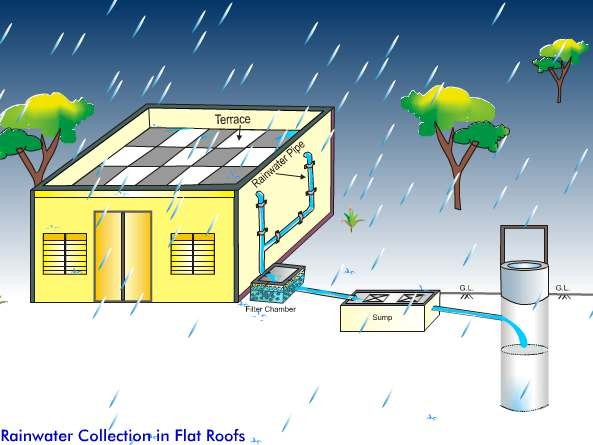 Terrace
Rainwater Pipe
Filter Chamber
Sump
G.L.
G.L.
Rainwater Collection in Flat Roofs